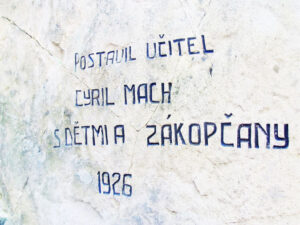 POSTAVIL UČITEL
CYRIL MACH
S DĚTMI A ZÁKOPČANY
1926